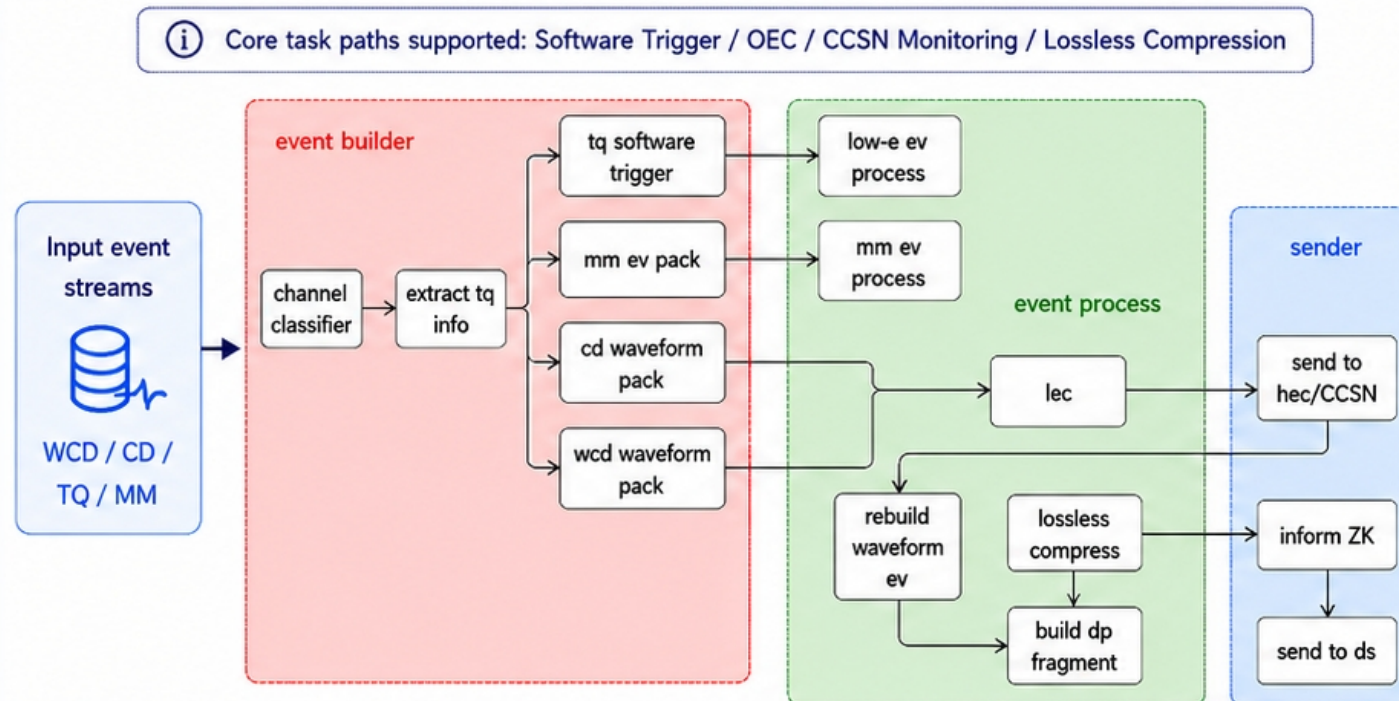 i Core task paths supported: Software Trigger / OEC / CCSN Monitoring / Lossless Compression
Input event
streams
WCD / CD /
TQ / MM
event builder
channel
classifier
extract tq
info
tq software
trigger
mm ev pack
cd waveform
pack
wcd waveform
pack
low-e ev
process
mm ev
process
event process
lec
rebuild
waveform
ev
lossless
compress
build dp
fragment
sender
send to
hec/CCSN
inform ZK
send to ds